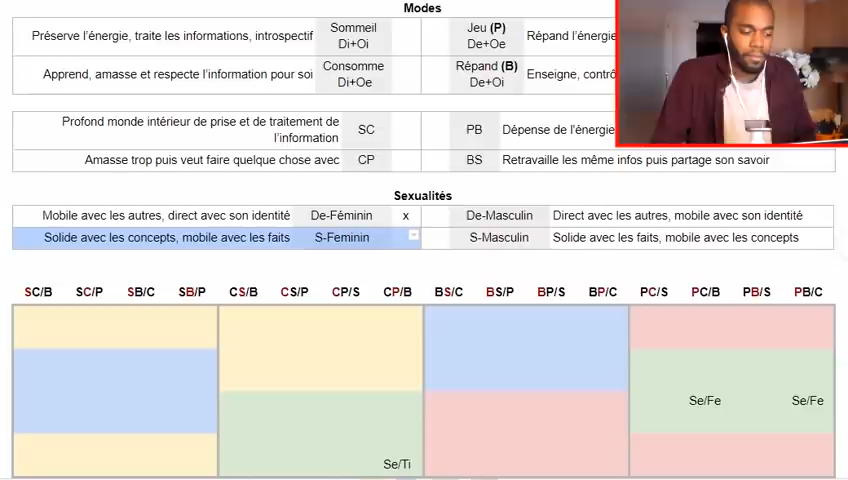 Modes
Préserve l'énergie, traite les informations, introspectif
Sommeil
Di+Oi
Jeu (P)
De+Oe
Répand l'énergie
Apprend, amasse et respecte l'information pour soi
Consomme
Di+Oe
Répand (B)
De+Oi
Enseigne, contrô
Profond monde intérieur de prise et de traitement de
l'information
SC
PB
Dépense de l'énergie
Amasse trop puis veut faire quelque chose avec
CP
BS
Retravaille les même infos puis partage son savoir
Sexualités
Mobile avec les autres, direct avec son identité
De-Féminin
x
De-Masculin
Direct avec les autres, mobile avec son identité
Solide avec les concepts, mobile avec les faits
S-Feminin
S-Masculin
Solide avec les faits, mobile avec les concepts
SC/B SC/P SB/C SB/P CS/B CS/P CP/S CP/B BS/C BS/P BP/S BP/C PC/S PC/B PB/S PB/C
Se/Fe Se/Fe
Se/Ti